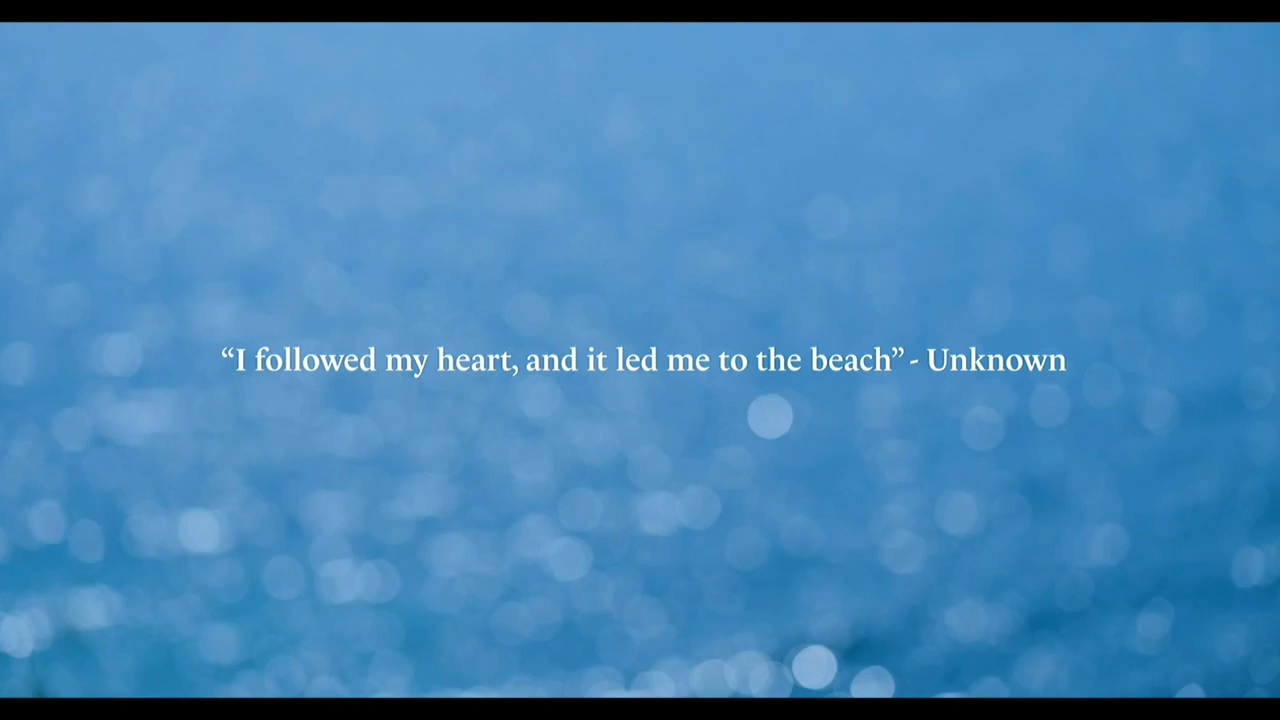 “I followed my heart, and it led me to the beach” - Unknown